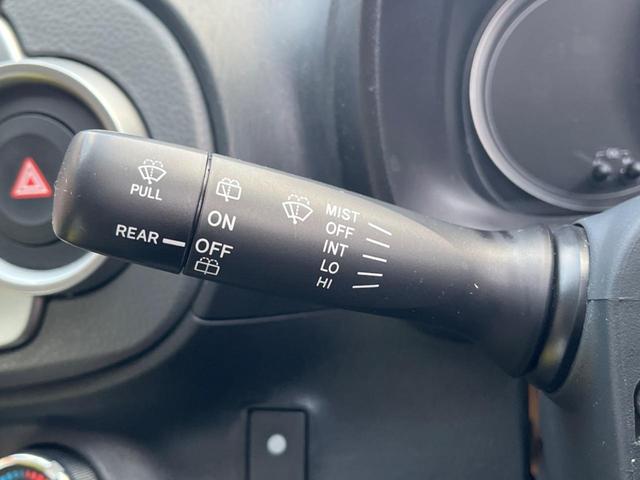 PULL
REAR
ON
OFF
MIST
OFF
INT
LO
HI